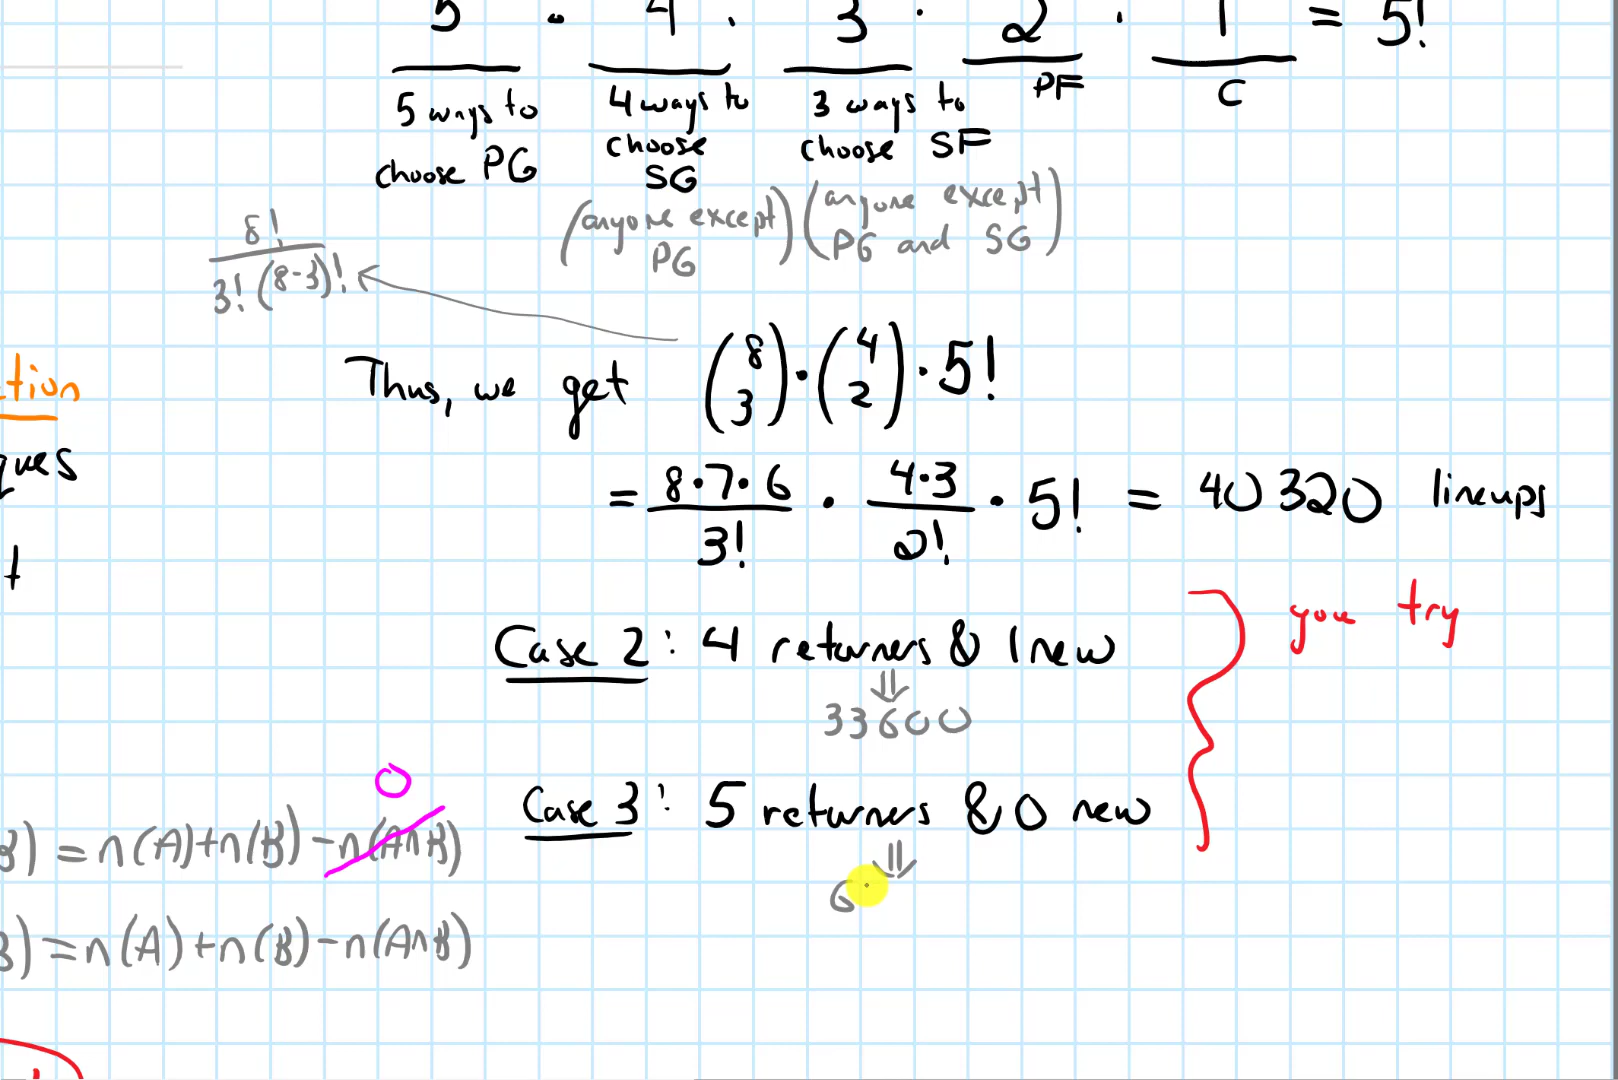 5 · 4 · 3 · 2 · 1 = 5!
5 ways to choose PG
4 ways to choose SG
(anyone except PG)
3 ways to choose SF
(anyone except PG and SG)
PF
C
8!
3! (8-3)!
Thus, we get (8 3) · (4 2) · 5!
= 8·7·6 / 3! · 4·3 / 2! · 5! = 40320 lineups
tion
ques
t
you try
Case 2: 4 returners & 1 new
⇓
33600
Case 3: 5 returners & 0 new
⇓
6
0
B) = n(A)+n(B)-n(A∩B)
B) = n(A)+n(B)-n(A∩B)